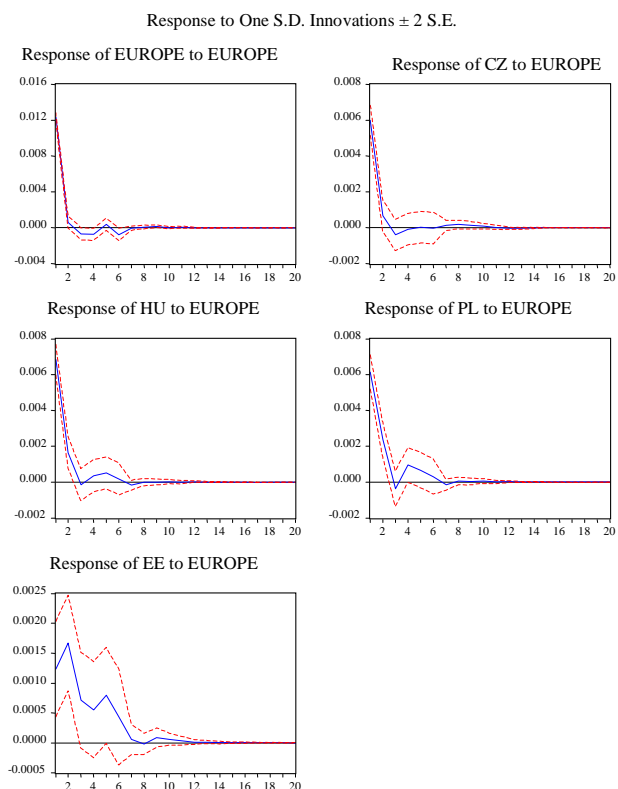 Response to One S.D. Innovations ± 2 S.E.
Response of EUROPE to EUROPE
0.016
0.012
0.008
0.004
0.000
-0.004
2 4 6 8 10 12 14 16 18 20
Response of CZ to EUROPE
0.008
0.006
0.004
0.002
0.000
-0.002
2 4 6 8 10 12 14 16 18 20
Response of HU to EUROPE
0.008
0.006
0.004
0.002
0.000
-0.002
2 4 6 8 10 12 14 16 18 20
Response of PL to EUROPE
0.008
0.006
0.004
0.002
0.000
-0.002
2 4 6 8 10 12 14 16 18 20
Response of EE to EUROPE
0.0025
0.0020
0.0015
0.0010
0.0005
0.0000
-0.0005
2 4 6 8 10 12 14 16 18 20